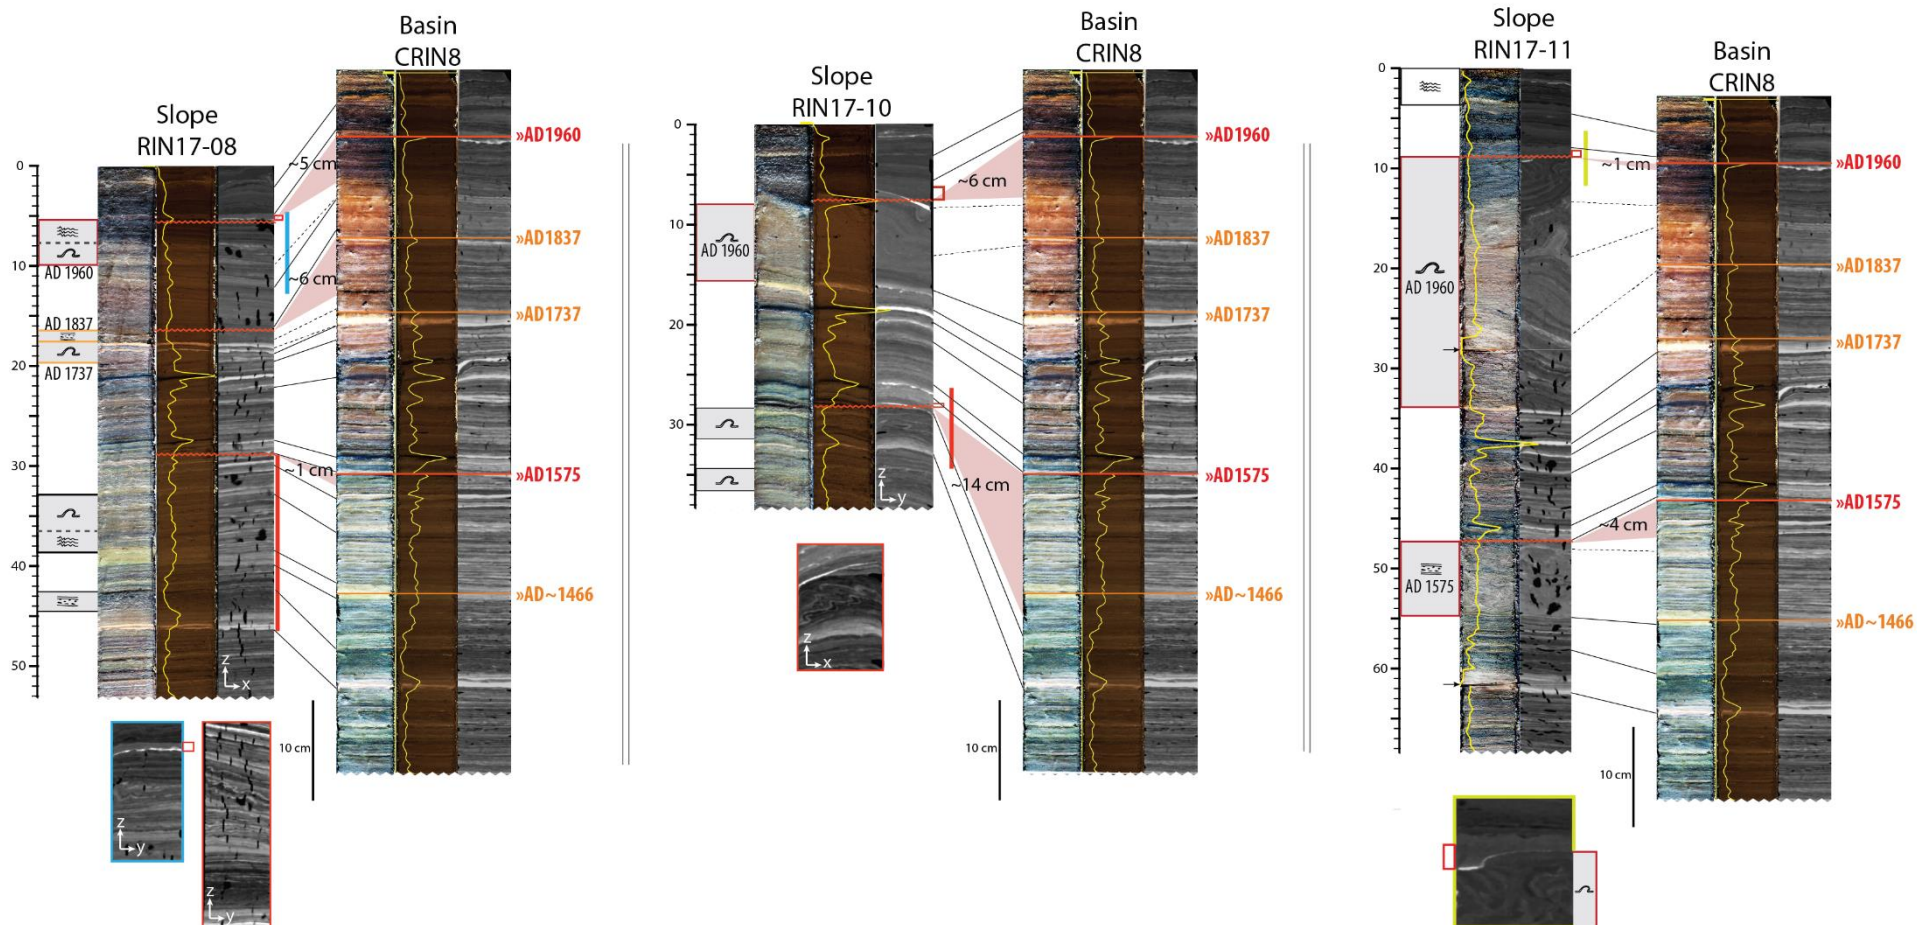 Slope
RIN17-08
0
10
20
30
40
50
AD 1960
AD 1837
AD 1737
~5 cm
~6 cm
~1 cm
Basin
CRIN8
»AD1960
»AD1837
»AD1737
»AD1575
»AD~1466
z
x
z
y
z
y
10 cm
Slope
RIN17-10
0
10
20
30
AD 1960
~6 cm
~14 cm
z
y
z
x
Basin
CRIN8
»AD1960
»AD1837
»AD1737
»AD1575
»AD~1466
10 cm
Slope
RIN17-11
0
10
20
30
40
50
60
AD 1960
AD 1575
~1 cm
~4 cm
Basin
CRIN8
»AD1960
»AD1837
»AD1737
»AD1575
»AD~1466
10 cm